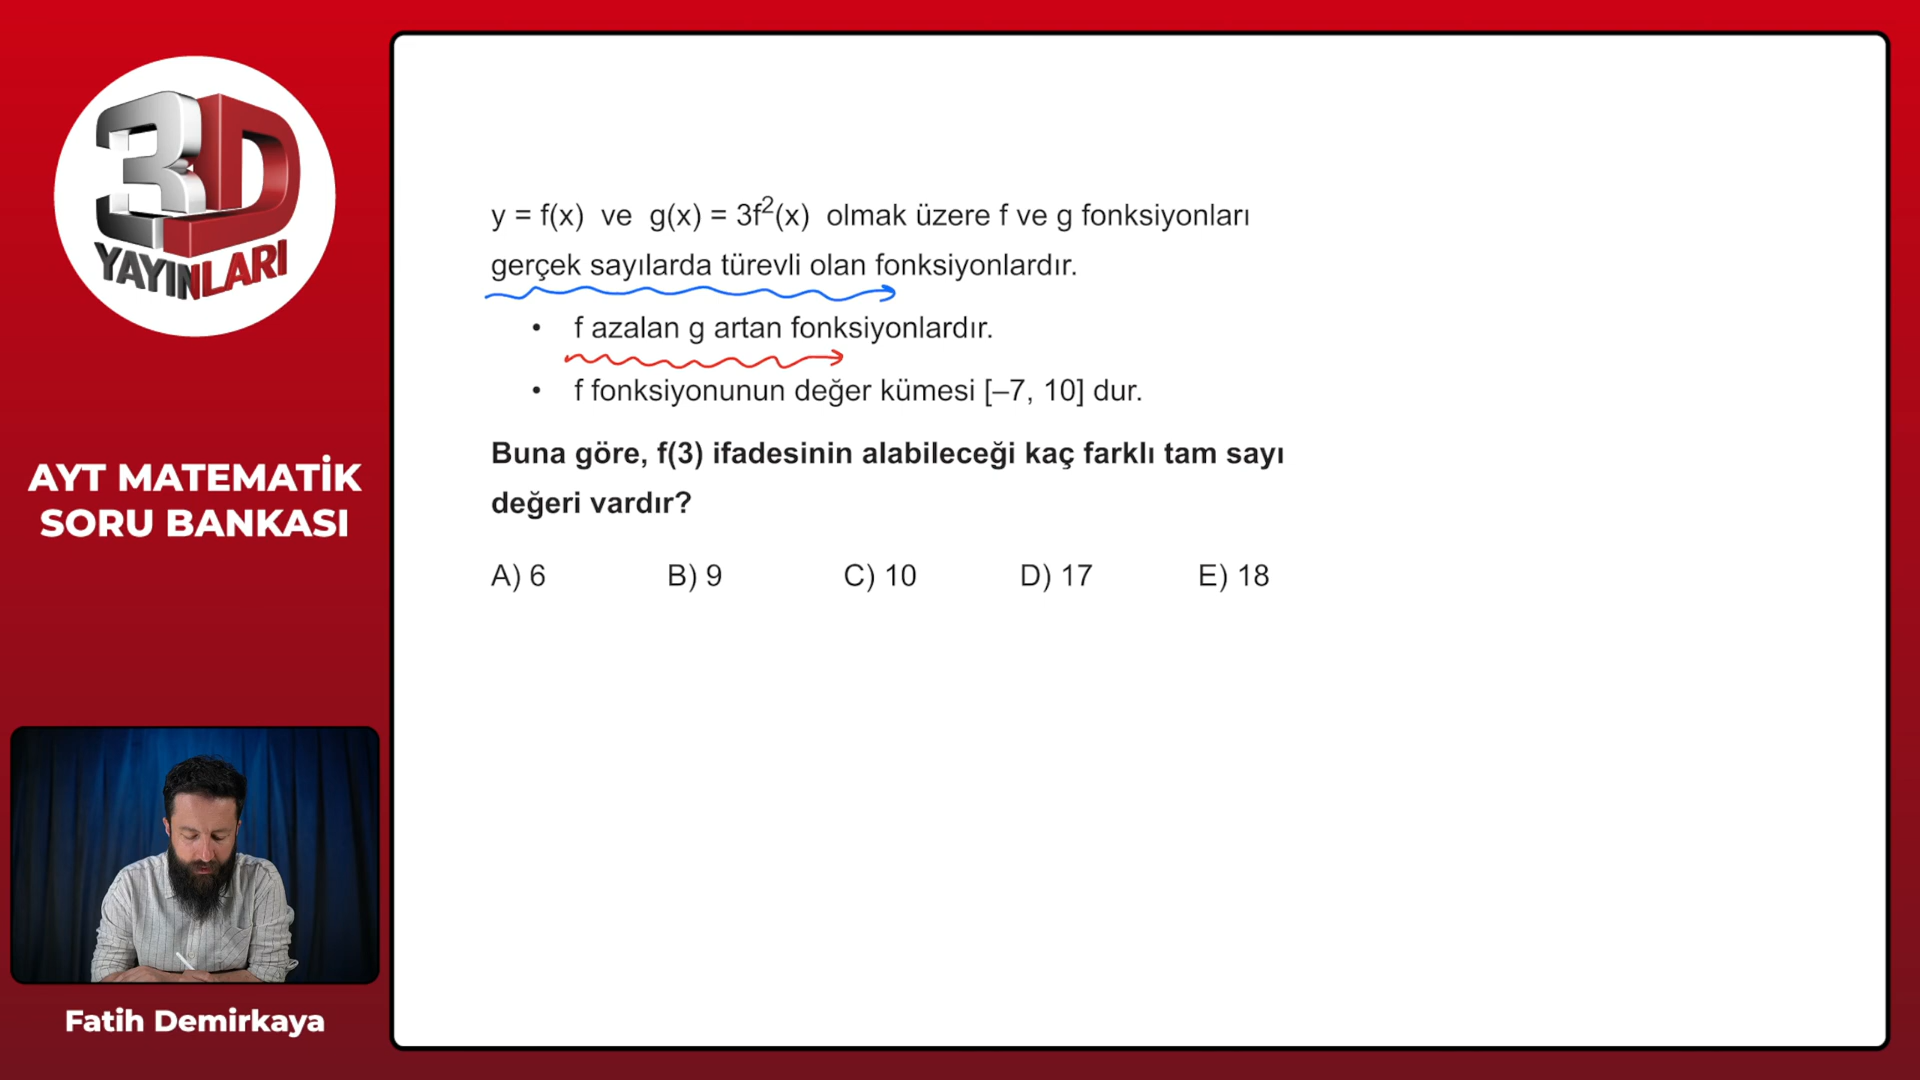 3D
YAYINLARI
AYT MATEMATİK
SORU BANKASI
Fatih Demirkaya
y = f(x) ve g(x) = 3f²(x) olmak üzere f ve g fonksiyonları
gerçek sayılarda türevli olan fonksiyonlardır.
• f azalan g artan fonksiyonlardır.
• f fonksiyonunun değer kümesi [–7, 10] dur.
Buna göre, f(3) ifadesinin alabileceği kaç farklı tam sayı
değeri vardır?
A) 6 B) 9 C) 10 D) 17 E) 18